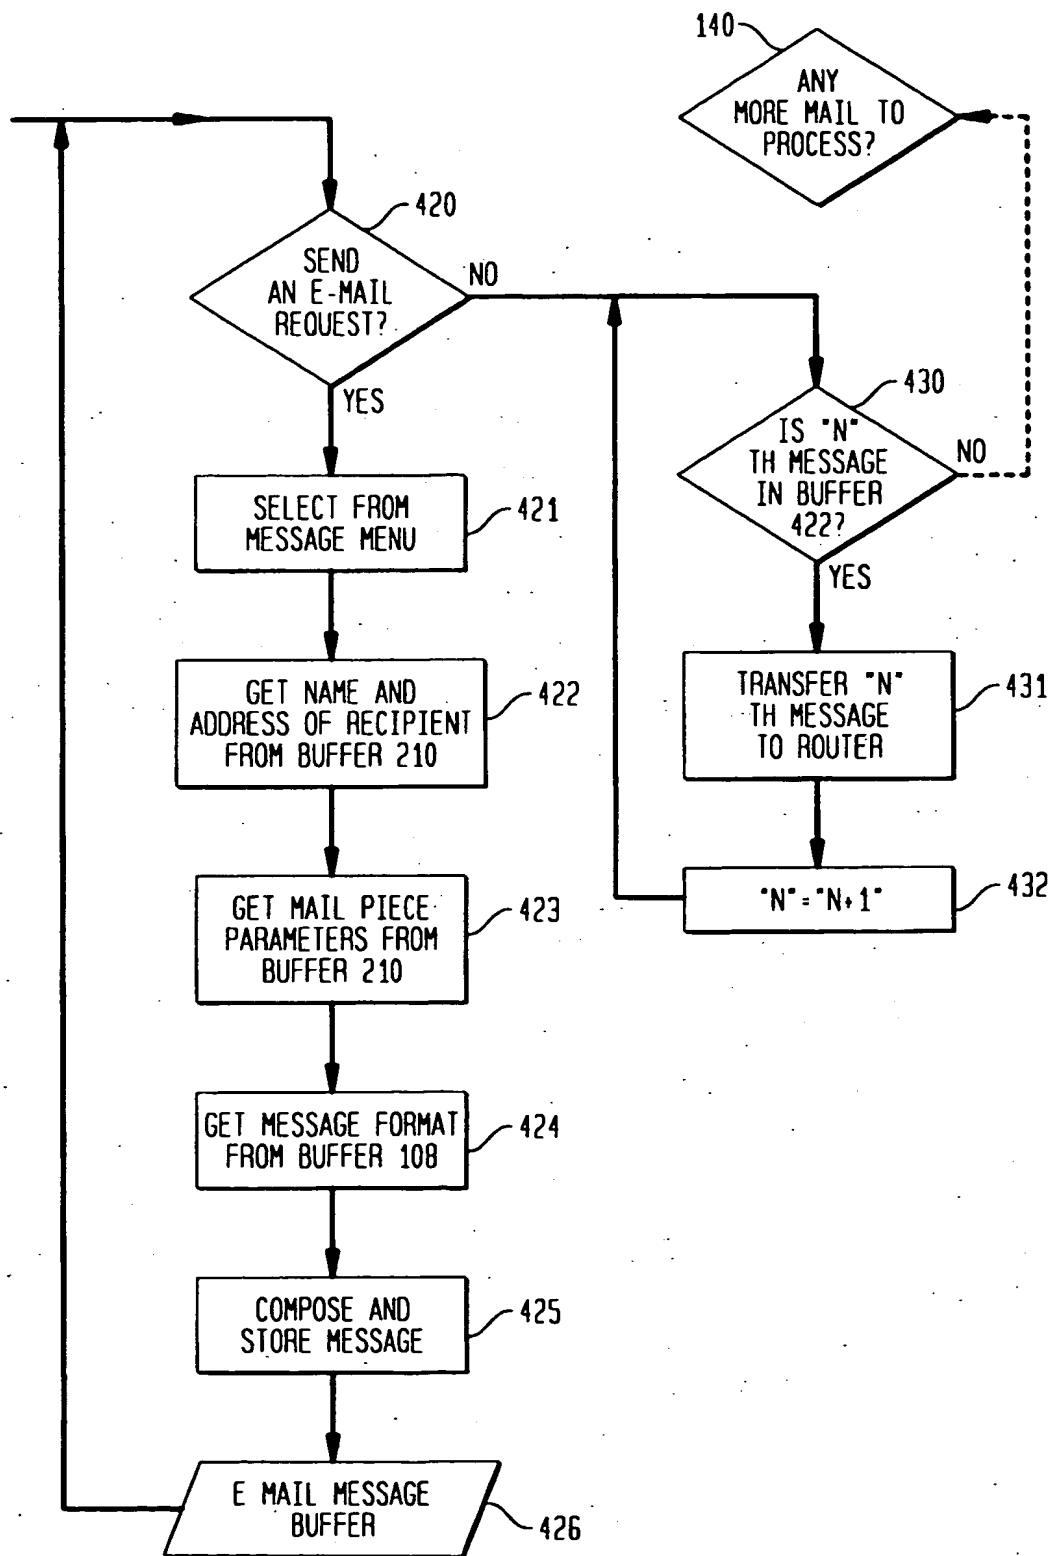 140
ANY
MORE MAIL TO
PROCESS?
420
SEND
AN E-MAIL
REQUEST?
NO
YES
430
IS "N"
TH MESSAGE
IN BUFFER
422?
NO
YES
SELECT FROM
MESSAGE MENU
421
GET NAME AND
ADDRESS OF RECIPIENT
FROM BUFFER 210
422
TRANSFER "N"
TH MESSAGE
TO ROUTER
431
GET MAIL PIECE
PARAMETERS FROM
BUFFER 210
423
"N"="N+1"
432
GET MESSAGE FORMAT
FROM BUFFER 108
424
COMPOSE AND
STORE MESSAGE
425
E MAIL MESSAGE
BUFFER
426